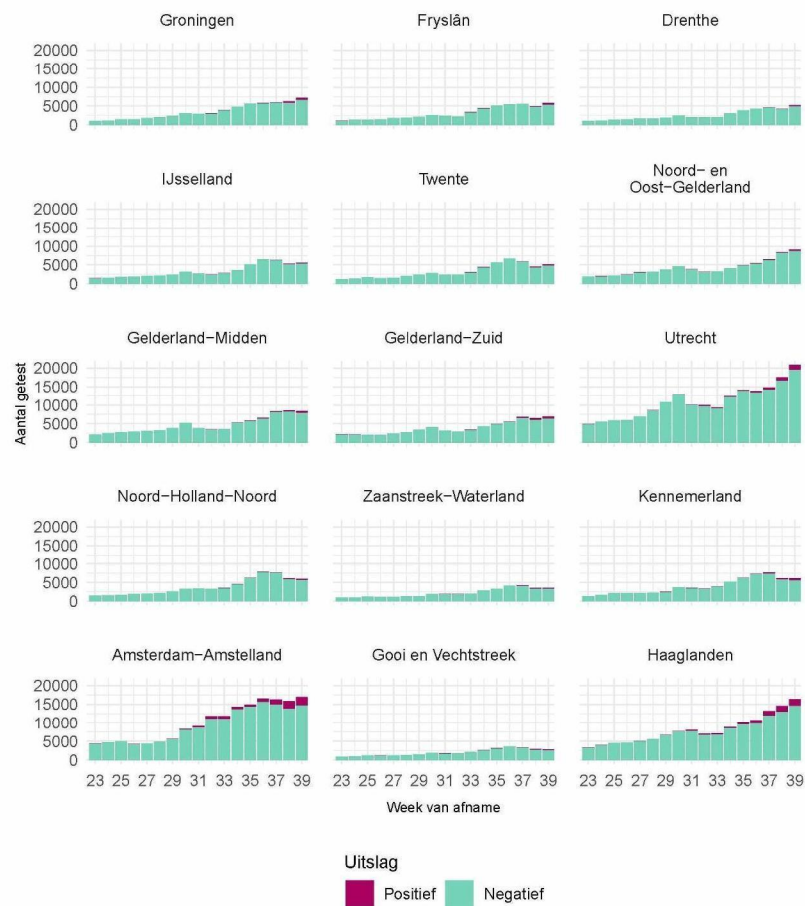 Groningen
Fryslân
Drenthe
20000
15000
10000
5000
0
IJsselland
Twente
Noord- en
Oost-Gelderland
20000
15000
10000
5000
0
Gelderland-Midden
Gelderland-Zuid
Utrecht
Aantal getest
20000
15000
10000
5000
0
Noord-Holland-Noord
Zaanstreek-Waterland
Kennemerland
20000
15000
10000
5000
0
Amsterdam-Amstelland
Gooi en Vechtstreek
Haaglanden
20000
15000
10000
5000
0
23 25 27 29 31 33 35 37 39
23 25 27 29 31 33 35 37 39
23 25 27 29 31 33 35 37 39
Week van afname
Uitslag
Positief
Negatief